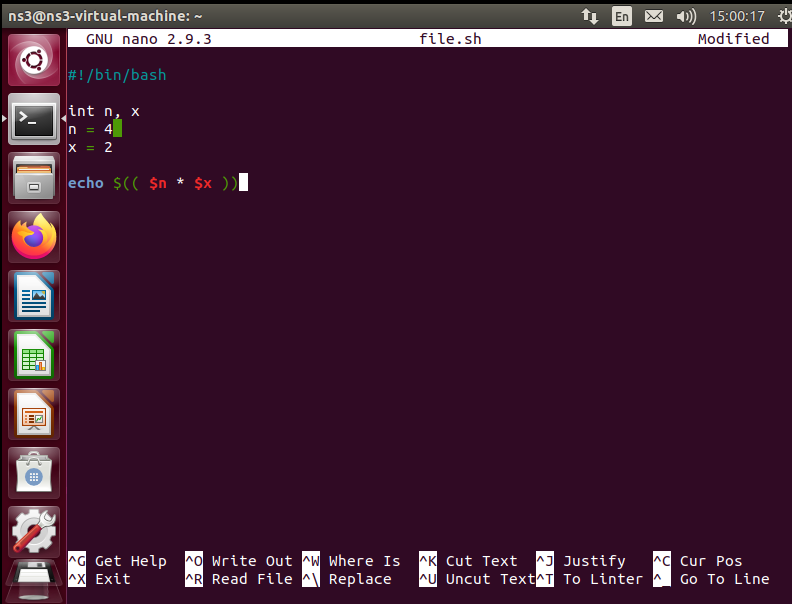 ns3@ns3-virtual-machine: ~ En 15:00:17
GNU nano 2.9.3 file.sh Modified
#!/bin/bash
int n, x
n = 4
x = 2
echo $(( $n * $x ))
^G Get Help ^O Write Out ^W Where Is ^K Cut Text ^J Justify ^C Cur Pos
^X Exit ^R Read File ^\ Replace ^U Uncut Text ^T To Linter ^_ Go To Line